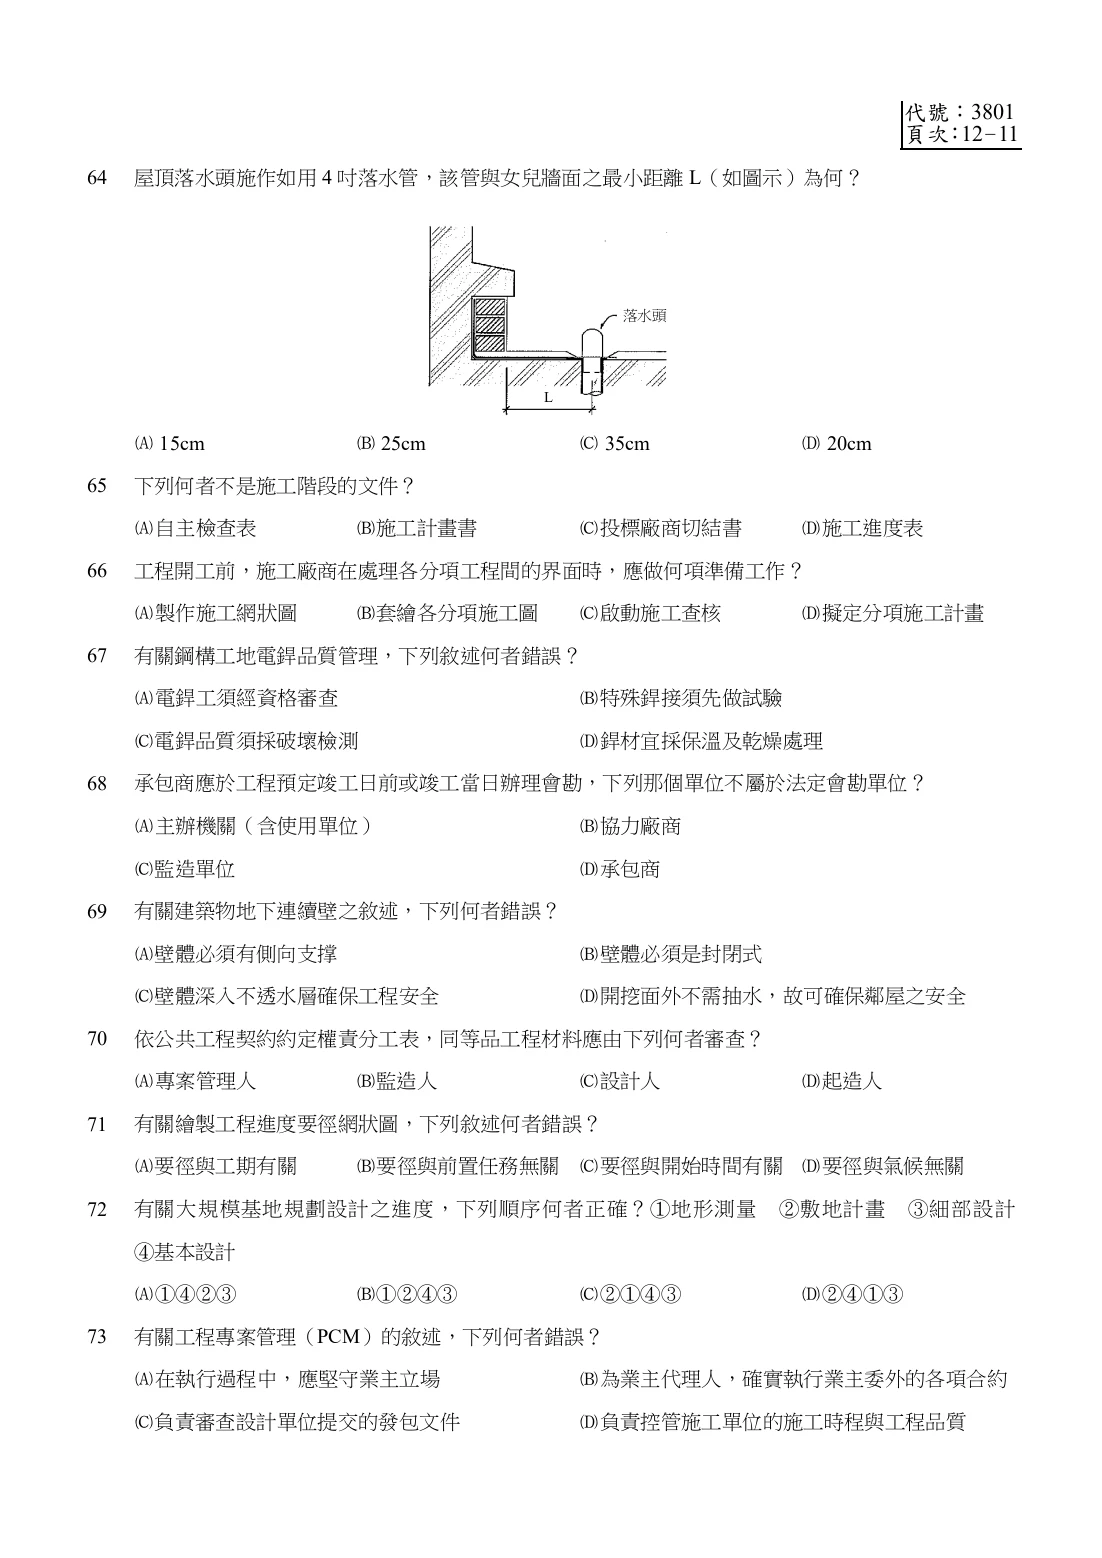 代號：3801
頁次：12－11
64 屋頂落水頭施作如用 4 吋落水管，該管與女兒牆面之最小距離 L（如圖示）為何？
落水頭
L
(A) 15cm (B) 25cm (C) 35cm (D) 20cm
65 下列何者不是施工階段的文件？
(A)自主檢查表 (B)施工計畫書 (C)投標廠商切結書 (D)施工進度表
66 工程開工前，施工廠商在處理各分項工程間的界面時，應做何項準備工作？
(A)製作施工網狀圖 (B)套繪各分項施工圖 (C)啟動施工查核 (D)擬定分項施工計畫
67 有關鋼構工地電銲品質管理，下列敘述何者錯誤？
(A)電銲工須經資格審查 (B)特殊銲接須先做試驗
(C)電銲品質須採破壞檢測 (D)銲材宜採保溫及乾燥處理
68 承包商應於工程預定竣工日前或竣工當日辦理會勘，下列那個單位不屬於法定會勘單位？
(A)主辦機關（含使用單位） (B)協力廠商
(C)監造單位 (D)承包商
69 有關建築物地下連續壁之敘述，下列何者錯誤？
(A)壁體必須有側向支撐 (B)壁體必須是封閉式
(C)壁體深入不透水層確保工程安全 (D)開挖面外不需抽水，故可確保鄰屋之安全
70 依公共工程契約約定權責分工表，同等品工程材料應由下列何者審查？
(A)專案管理人 (B)監造人 (C)設計人 (D)起造人
71 有關繪製工程進度要徑網狀圖，下列敘述何者錯誤？
(A)要徑與工期有關 (B)要徑與前置任務無關 (C)要徑與開始時間有關 (D)要徑與氣候無關
72 有關大規模基地規劃設計之進度，下列順序何者正確？①地形測量 ②敷地計畫 ③細部設計
④基本設計
(A)①④②③ (B)①②④③ (C)②①④③ (D)②④①③
73 有關工程專案管理（PCM）的敘述，下列何者錯誤？
(A)在執行過程中，應堅守業主立場 (B)為業主代理人，確實執行業主委外的各項合約
(C)負責審查設計單位提交的發包文件 (D)負責控管施工單位的施工時程與工程品質